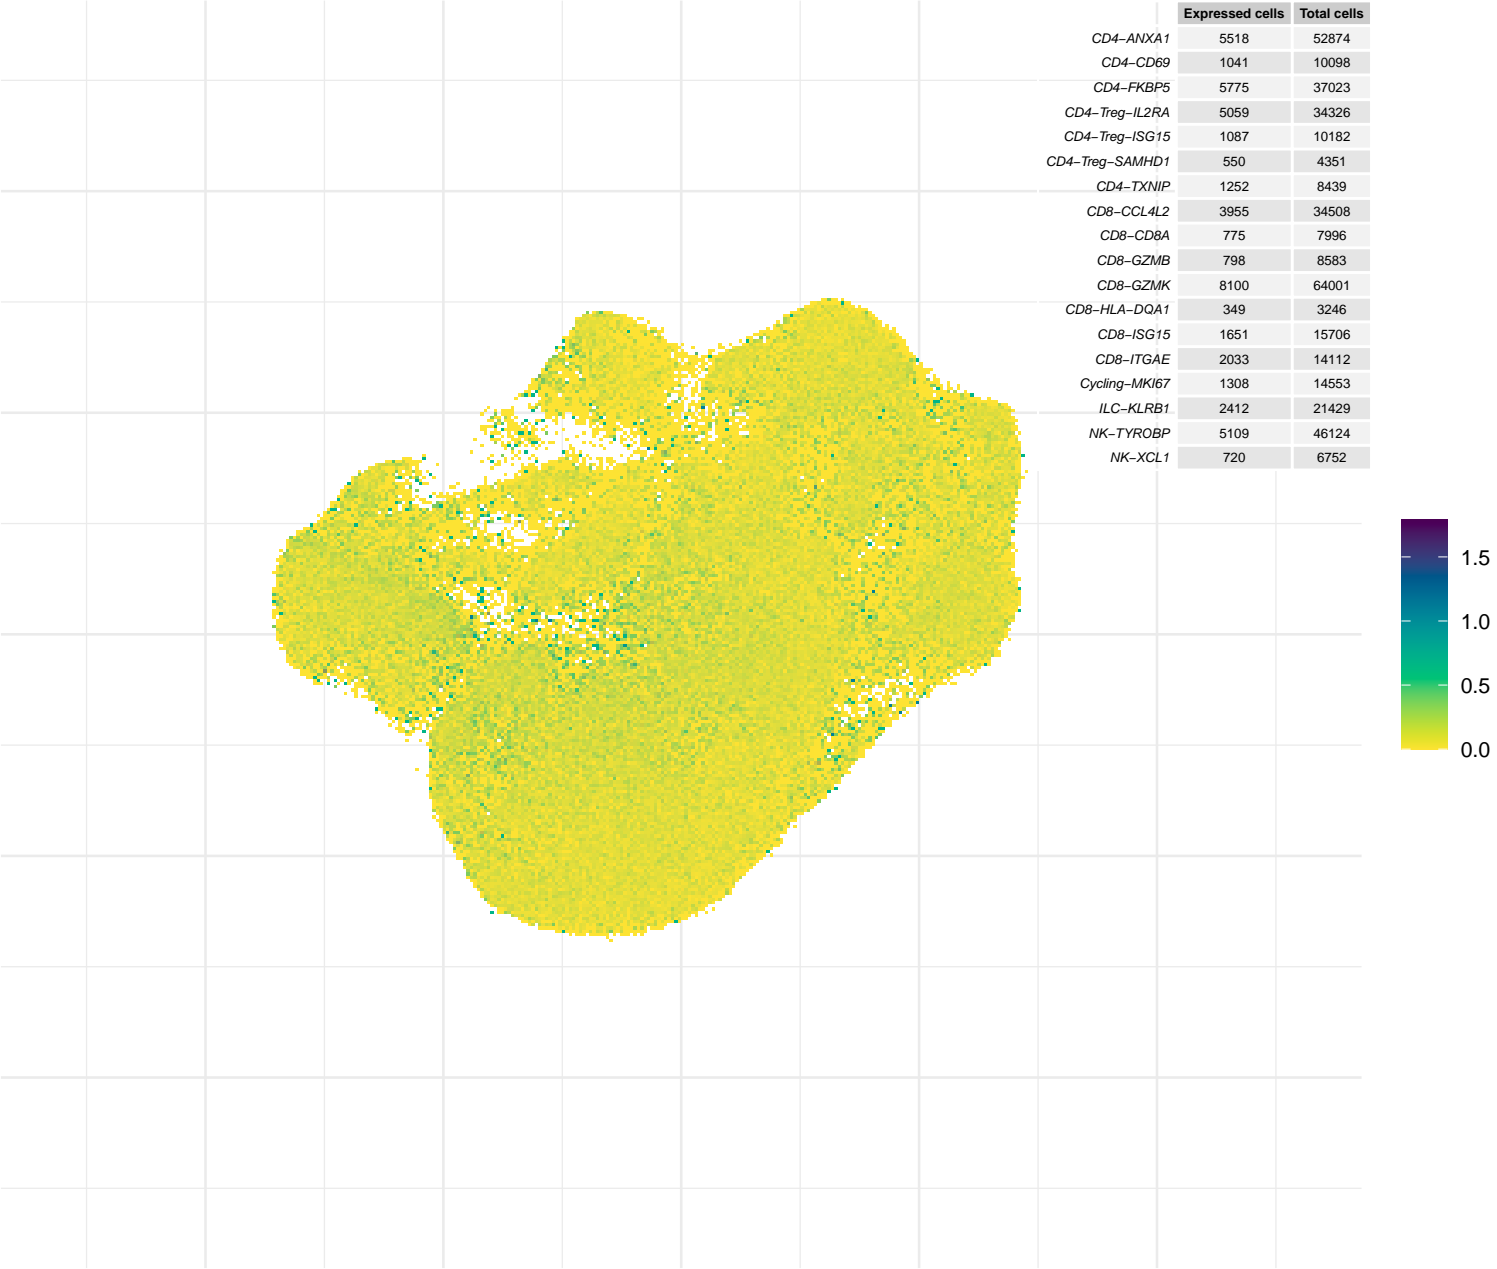 Expressed cells Total cells
CD4−ANXA1 5518 52874
CD4−CD69 1041 10098
CD4−FKBP5 5775 37023
CD4−Treg−IL2RA 5059 34326
CD4−Treg−ISG15 1087 10182
CD4−Treg−SAMHD1 550 4351
CD4−TXNIP 1252 8439
CD8−CCL4L2 3955 34508
CD8−CD8A 775 7996
CD8−GZMB 798 8583
CD8−GZMK 8100 64001
CD8−HLA−DQA1 349 3246
CD8−ISG15 1651 15706
CD8−ITGAE 2033 14112
Cycling−MKI67 1308 14553
ILC−KLRB1 2412 21429
NK−TYROBP 5109 46124
NK−XCL1 720 6752
1.5
1.0
0.5
0.0